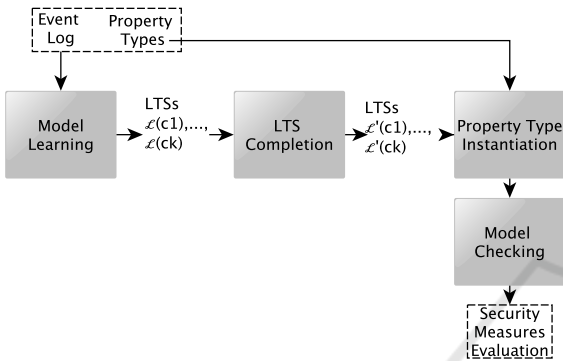 Event Log
Property Types
Model Learning
LTSs
ℒ(c1),...,
ℒ(ck)
LTS Completion
LTSs
ℒ'(c1),...,
ℒ'(ck)
Property Type Instantiation
Model Checking
Security Measures Evaluation